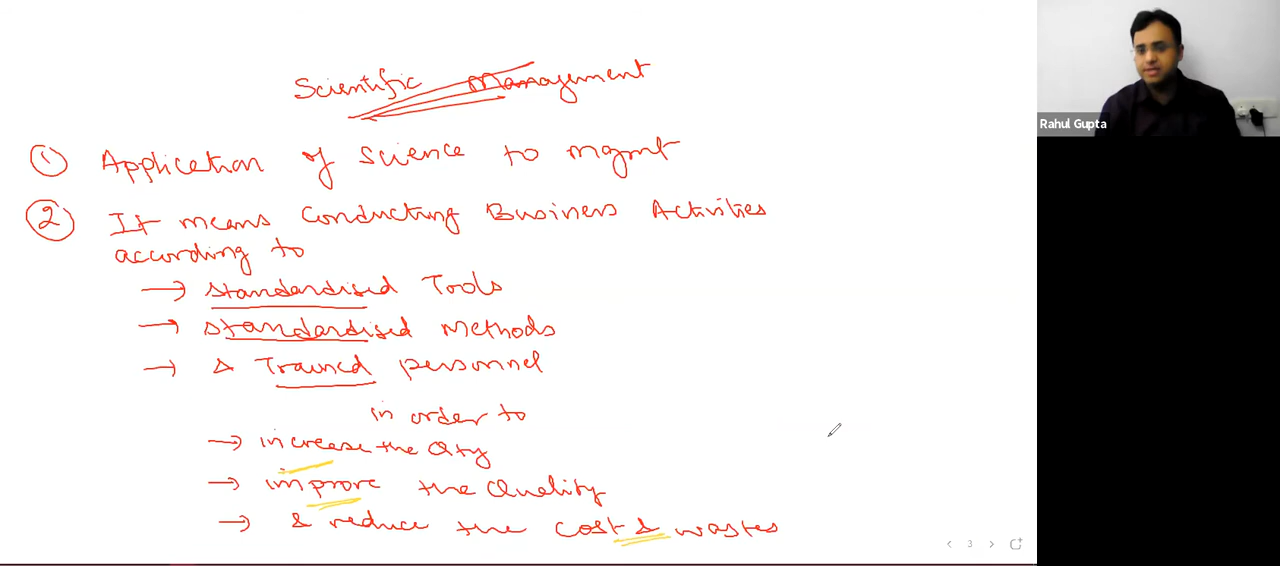 Scientific Management
① Application of Science to mgmt
② It means Conducting Business Activities
according to
→ Standardised Tools
→ Standardised Methods
→ & Trained personnel
in order to
→ increase the Qty
→ improve the Quality
→ & reduce the cost & wastes
Rahul Gupta
3